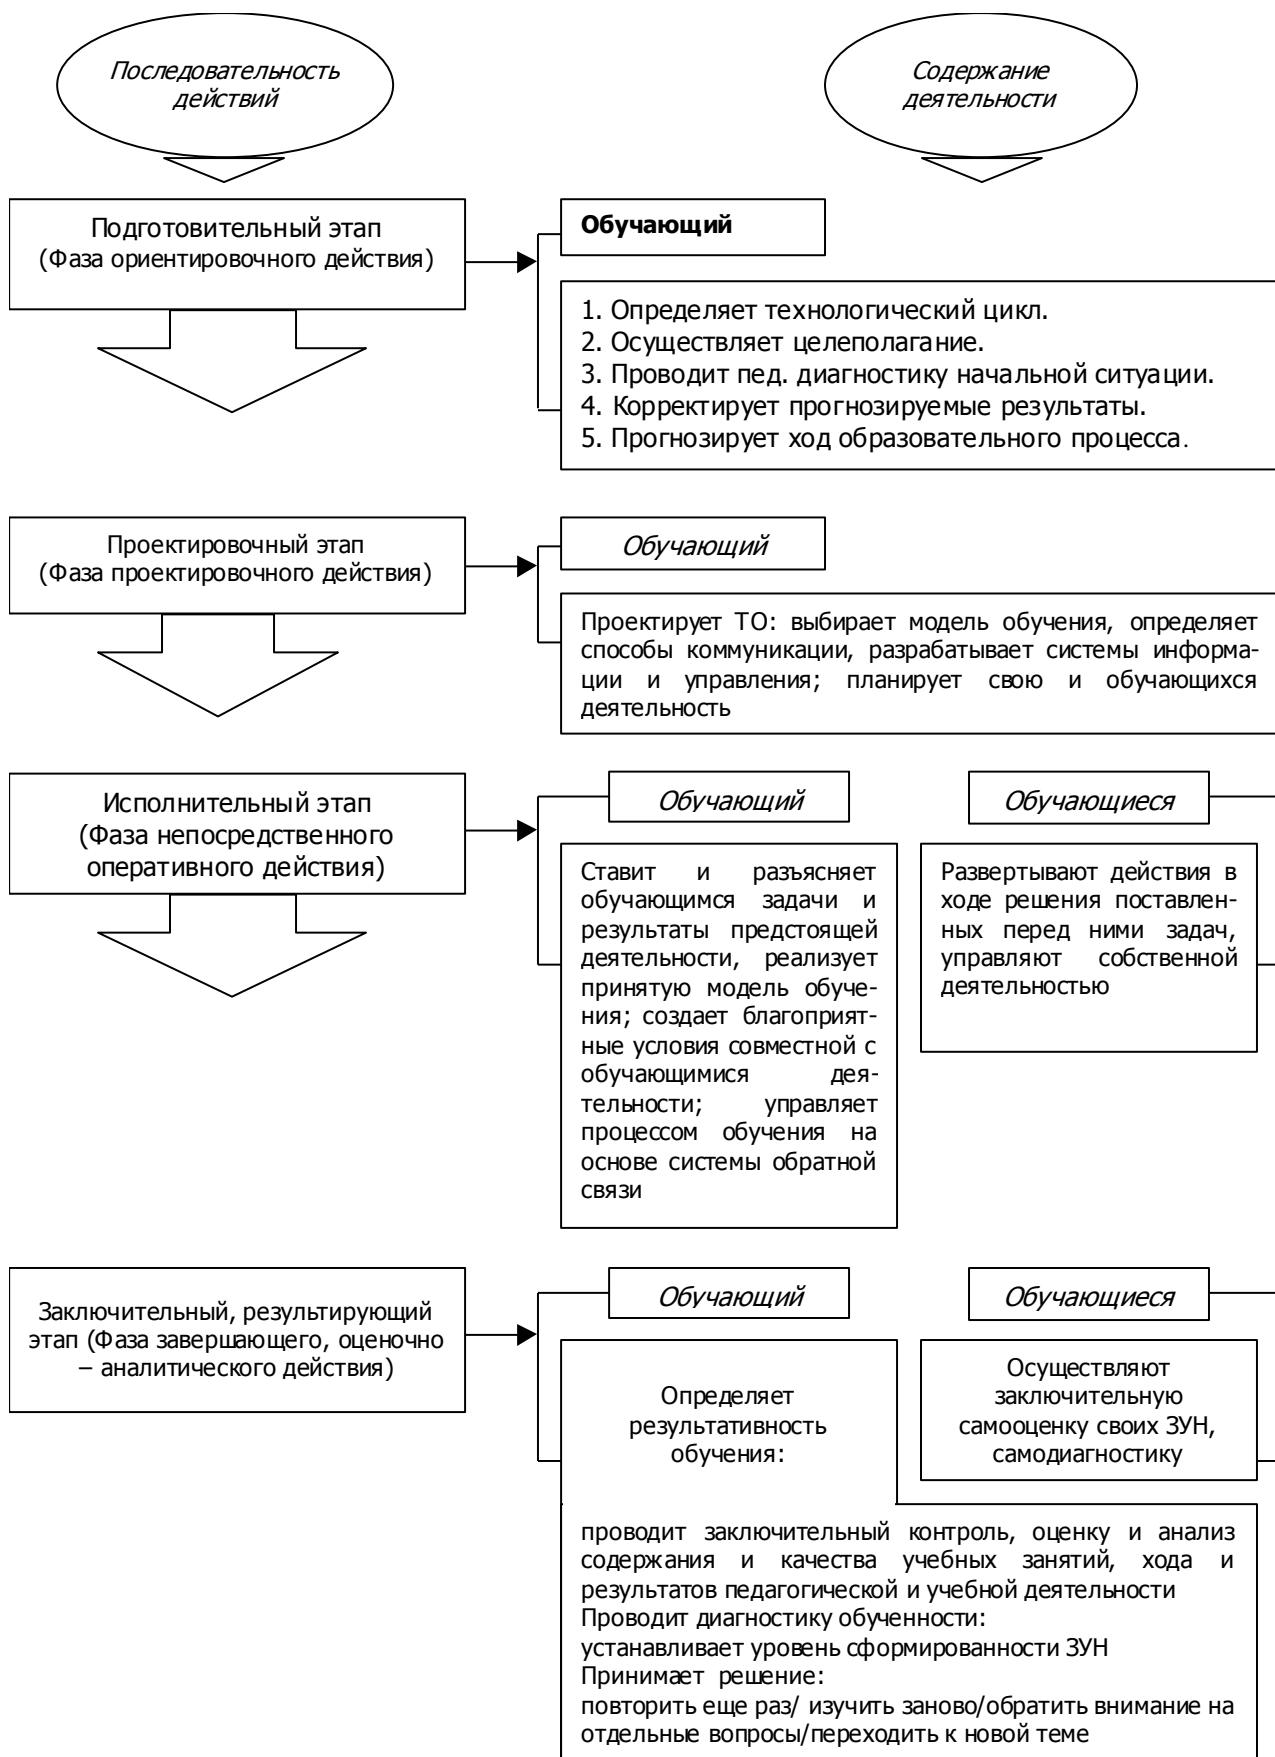 Последовательность
действий
Содержание
деятельности
Подготовительный этап
(Фаза ориентировочного действия)
Обучающий
1. Определяет технологический цикл.
2. Осуществляет целеполагание.
3. Проводит пед. диагностику начальной ситуации.
4. Корректирует прогнозируемые результаты.
5. Прогнозирует ход образовательного процесса.
Проектировочный этап
(Фаза проектировочного действия)
Обучающий
Проектирует ТО: выбирает модель обучения, определяет
способы коммуникации, разрабатывает системы информа-
ции и управления; планирует свою и обучающихся
деятельность
Исполнительный этап
(Фаза непосредственного
оперативного действия)
Обучающий
Ставит и разъясняет
обучающимся задачи и
результаты предстоящей
деятельности, реализует
принятую модель обуче-
ния; создает благоприят-
ные условия совместной с
обучающимися дея-
тельности; управляет
процессом обучения на
основе системы обратной
связи
Обучающиеся
Развертывают действия в
ходе решения поставлен-
ных перед ними задач,
управляют собственной
деятельностью
Заключительный, результирующий
этап (Фаза завершающего, оценочно
– аналитического действия)
Обучающий
Определяет
результативность
обучения:
Обучающиеся
Осуществляют
заключительную
самооценку своих ЗУН,
самодиагностику
проводит заключительный контроль, оценку и анализ
содержания и качества учебных занятий, хода и
результатов педагогической и учебной деятельности
Проводит диагностику обученности:
устанавливает уровень сформированности ЗУН
Принимает решение:
повторить еще раз/ изучить заново/обратить внимание на
отдельные вопросы/переходить к новой теме